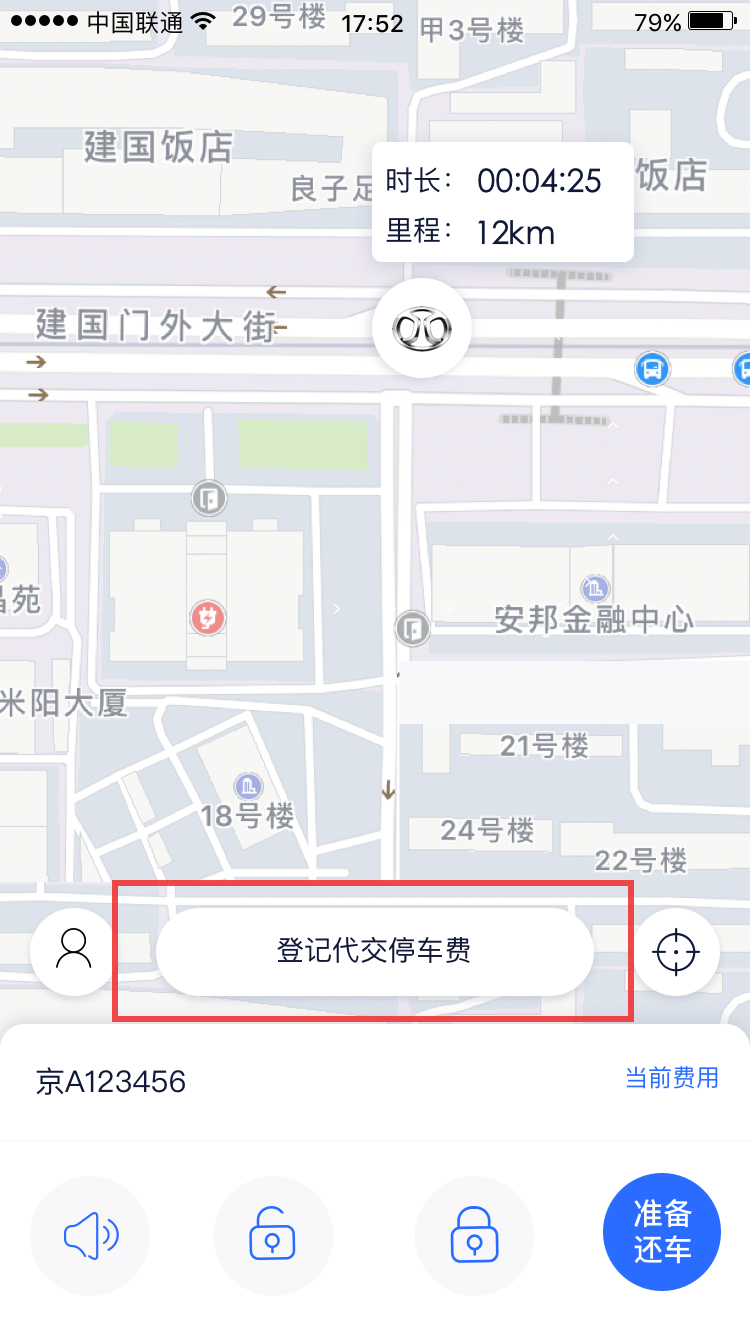 中国联通
29号楼
17:52
甲3号楼
79%
建国饭店
时长： 00:04:25
饭店
良子足
里程： 12km
建国门外大街
昌苑
安邦金融中心
米阳大厦
21号楼
18号楼
24号楼
22号楼
登记代交停车费
京A123456
当前费用
准备
还车